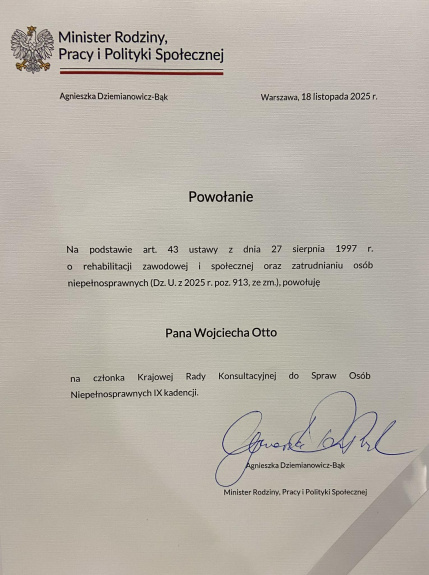 Minister Rodziny,
Pracy i Polityki Społecznej
Agnieszka Dziemianowicz-Bąk
Warszawa, 18 listopada 2025 r.
Powołanie
Na podstawie art. 43 ustawy z dnia 27 sierpnia 1997 r.
o rehabilitacji zawodowej i społecznej oraz zatrudnianiu osób
niepełnosprawnych (Dz. U. z 2025 r. poz. 913, ze zm.), powołuję
Pana Wojciecha Otto
na członka Krajowej Rady Konsultacyjnej do Spraw Osób
Niepełnosprawnych IX kadencji.
Agnieszka Dziemianowicz-Bąk
Minister Rodziny, Pracy i Polityki Społecznej